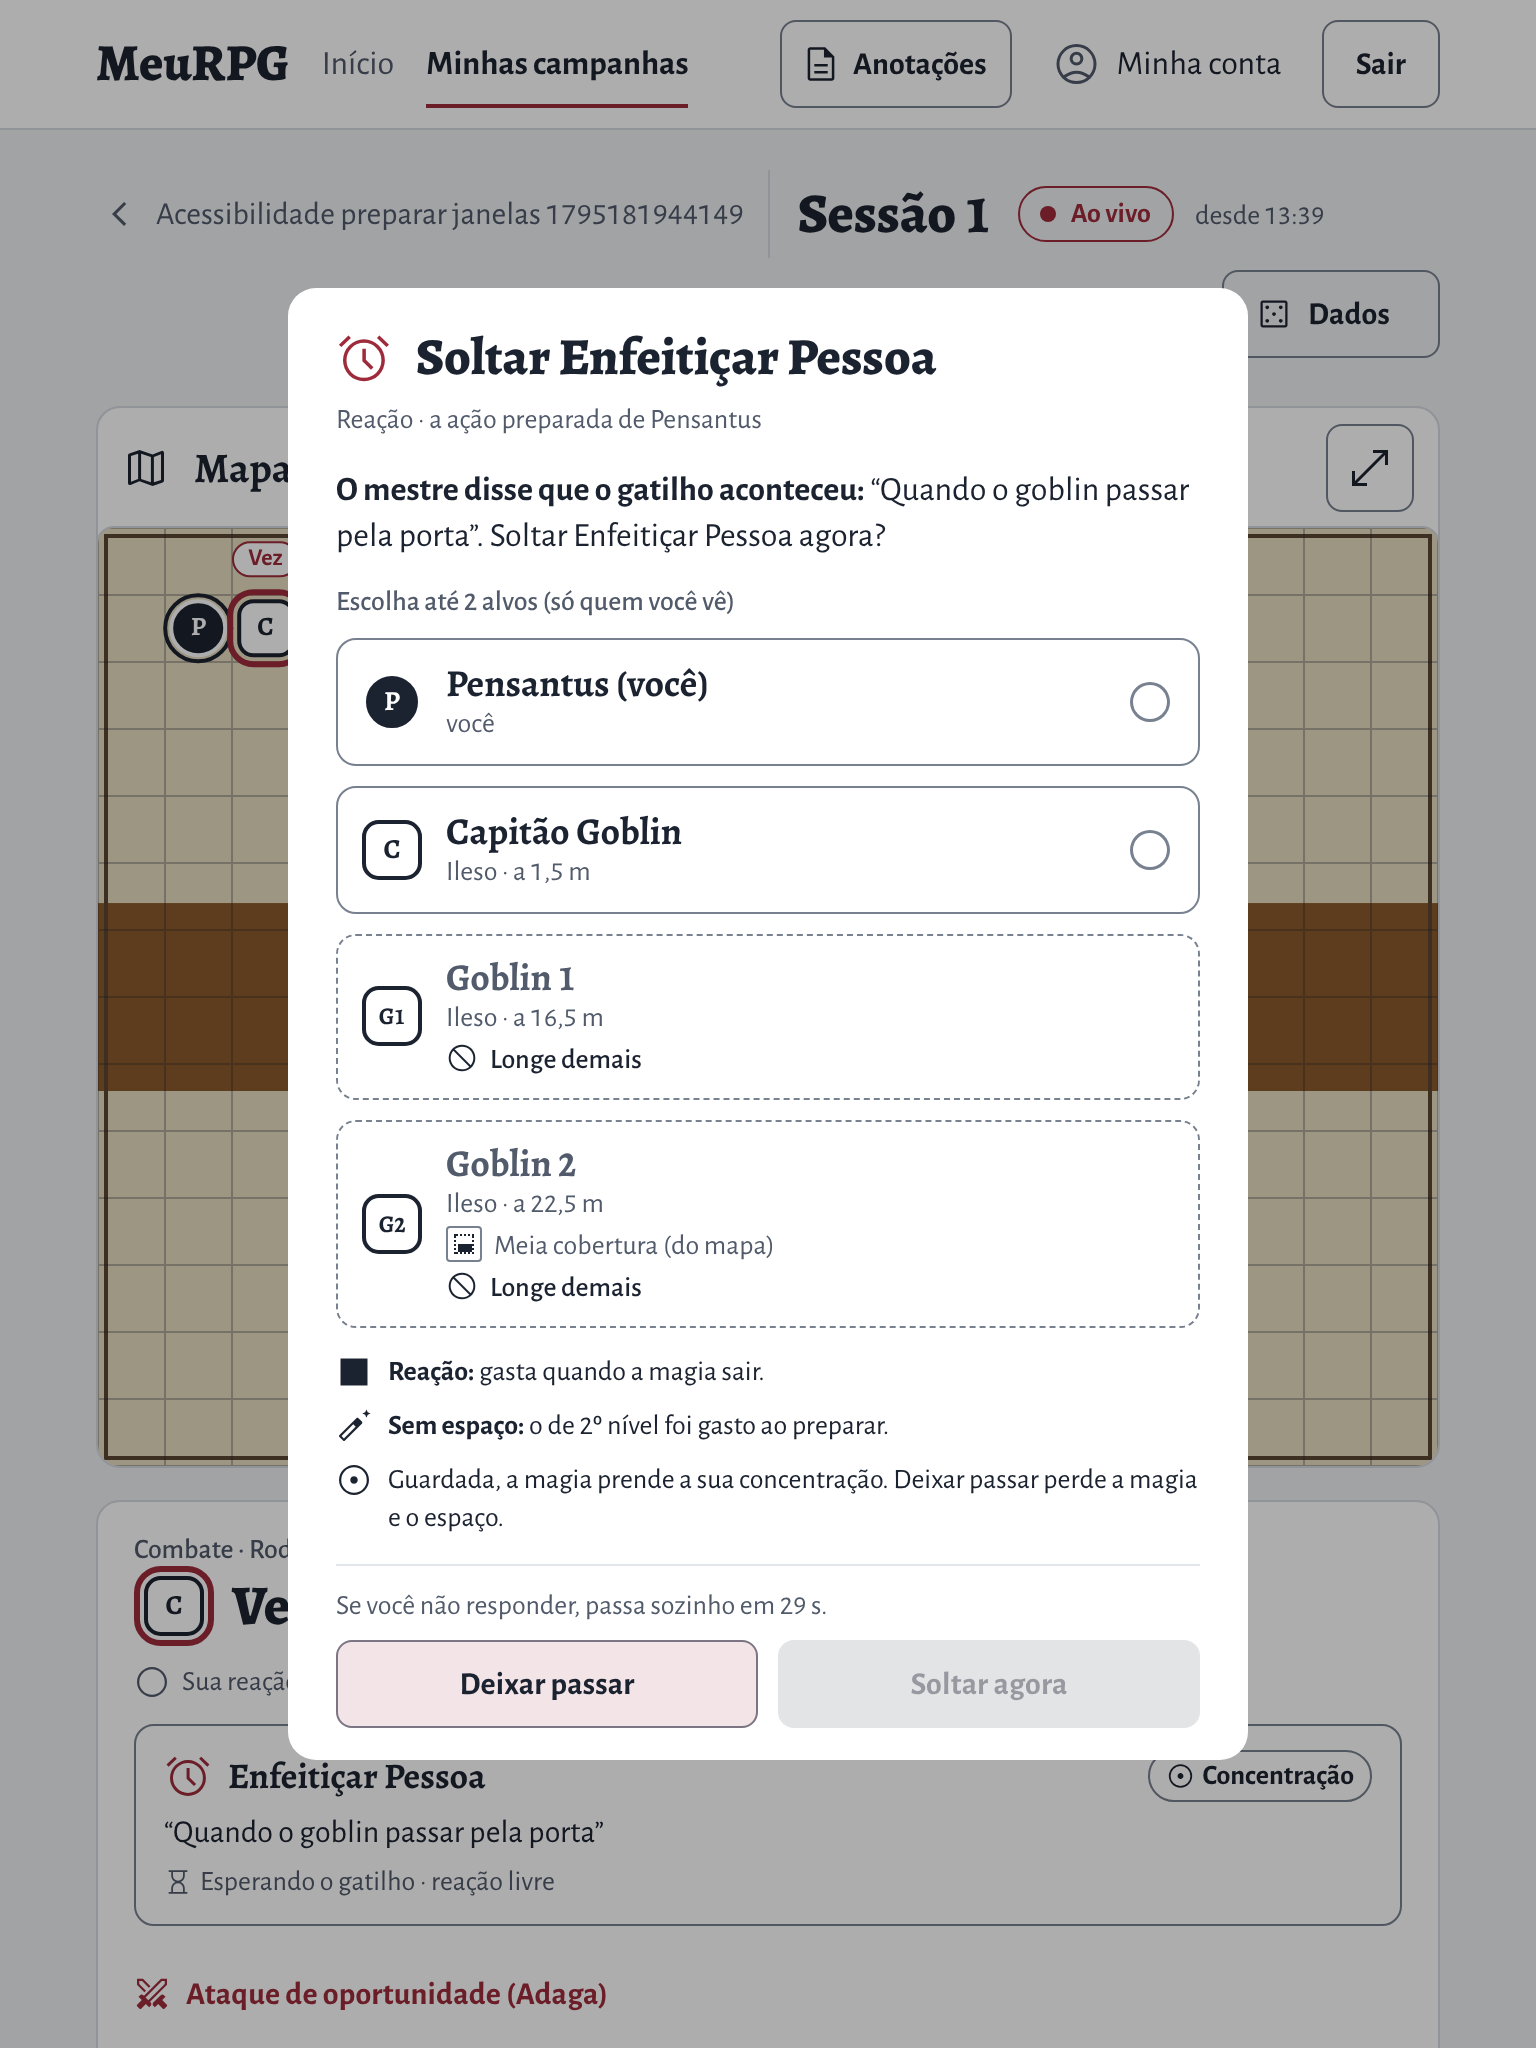 MeuRPG Início Minhas campanhas Anotações Minha conta Sair
Acessibilidade preparar janelas 1795181944149 Sessão 1 Ao vivo desde 13:39
Dados
Mapa
Vez
P C
Soltar Enfeitiçar Pessoa
Reação · a ação preparada de Pensantus
O mestre disse que o gatilho aconteceu: “Quando o goblin passar
pela porta”. Soltar Enfeitiçar Pessoa agora?
Escolha até 2 alvos (só quem você vê)
P Pensantus (você)
você
C Capitão Goblin
Ileso · a 1,5 m
Goblin 1
G1 Ileso · a 16,5 m
Longe demais
Goblin 2
G2 Ileso · a 22,5 m
Meia cobertura (do mapa)
Longe demais
Reação: gasta quando a magia sair.
Sem espaço: o de 2º nível foi gasto ao preparar.
Guardada, a magia prende a sua concentração. Deixar passar perde a magia
e o espaço.
Se você não responder, passa sozinho em 29 s.
Deixar passar Soltar agora
Combate
C
Sua
Enfeitiçar Pessoa Concentração
“Quando o goblin passar pela porta”
Esperando o gatilho · reação livre
Ataque de oportunidade (Adaga)